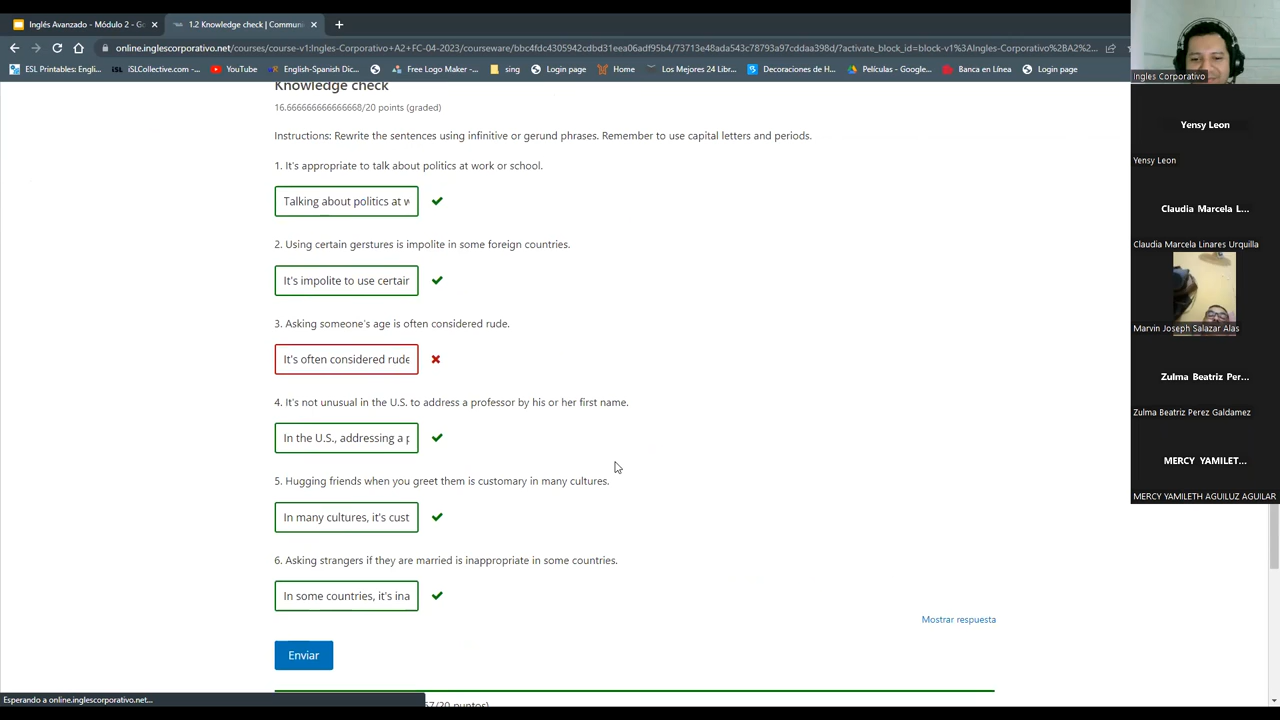 Inglés Avanzado - Módulo 2 - Ge
1.2 Knowledge check | Commun
online.inglescorporativo.net/courses/course-v1:Ingles-Corporativo+A2+FC-04-2023/courseware/bbc4fdc4305942cdbd31eea06adf95b4/73713e48ada543c78793a97cddaa398d/?activate_block_id=block-v1%3AIngles-Corporativo%2BA2%2...
ESL Printables: Engli...
iSLCollective.com -...
YouTube
English-Spanish Dic...
Free Logo Maker -...
sing
Login page
Home
Los Mejores 24 Libr...
Decoraciones de H...
Películas - Google...
Banca en Línea
Login page
Knowledge check
16.666666666666668/20 points (graded)
Instructions: Rewrite the sentences using infinitive or gerund phrases. Remember to use capital letters and periods.
1. It's appropriate to talk about politics at work or school.
Talking about politics at w
2. Using certain gerstures is impolite in some foreign countries.
It's impolite to use certain
3. Asking someone's age is often considered rude.
It's often considered rude
4. It's not unusual in the U.S. to address a professor by his or her first name.
In the U.S., addressing a p
5. Hugging friends when you greet them is customary in many cultures.
In many cultures, it's cust
6. Asking strangers if they are married is inappropriate in some countries.
In some countries, it's ina
Mostrar respuesta
Enviar
67/20 puntos)
Esperando a online.inglescorporativo.net...
Ingles Corporativo
Yensy Leon
Yensy Leon
Claudia Marcela L...
Claudia Marcela Linares Urquilla
Marvin Joseph Salazar Alas
Zulma Beatriz Per...
Zulma Beatriz Perez Galdamez
MERCY YAMILET...
MERCY YAMILETH AGUILUZ AGUILAR